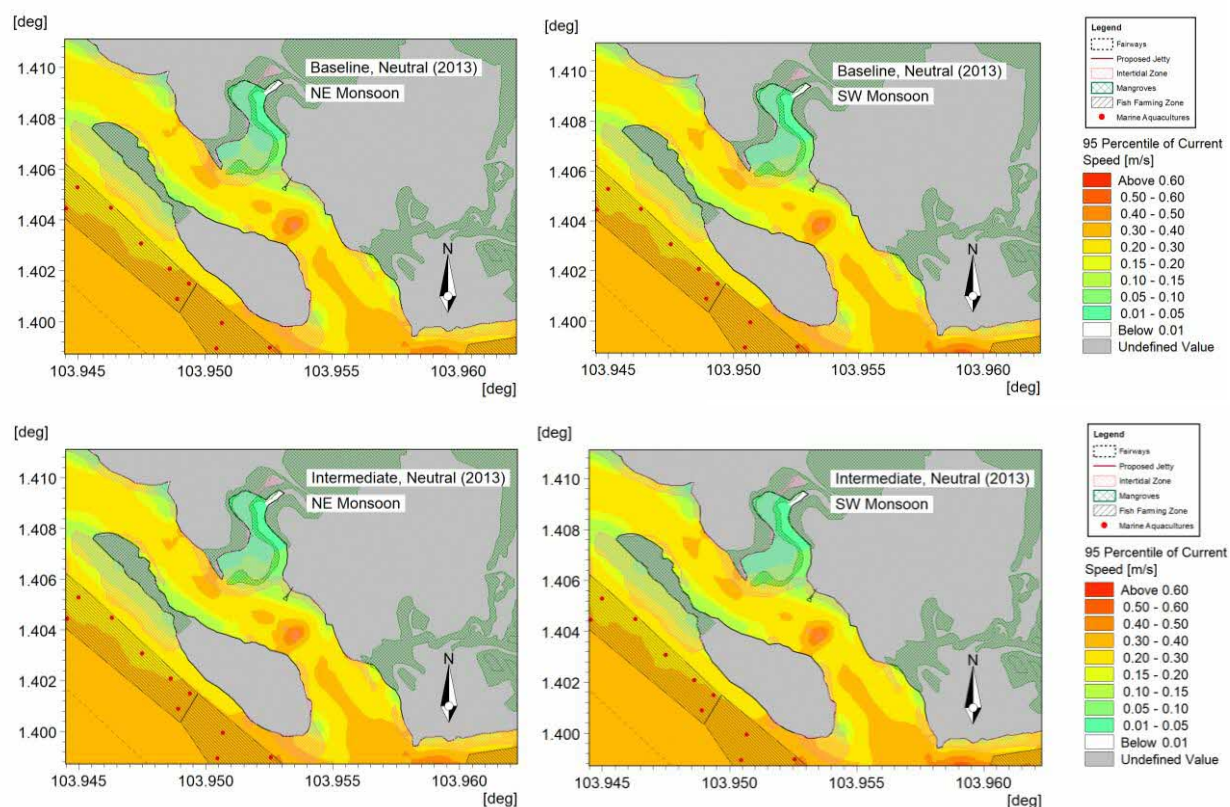 [deg]
1.410
1.408
1.406
1.404
1.402
1.400
Baseline, Neutral (2013)
NE Monsoon
N
103.945
103.950
103.955
103.960
[deg]
[deg]
1.410
1.408
1.406
1.404
1.402
1.400
Baseline, Neutral (2013)
SW Monsoon
N
103.945
103.950
103.955
103.960
[deg]
Legend
Fairways
Proposed Jetty
Intertidal Zone
Mangroves
Fish Farming Zone
Marine Aquacultures
95 Percentile of Current
Speed [m/s]
Above 0.60
0.50 - 0.60
0.40 - 0.50
0.30 - 0.40
0.20 - 0.30
0.15 - 0.20
0.10 - 0.15
0.05 - 0.10
0.01 - 0.05
Below 0.01
Undefined Value
[deg]
1.410
1.408
1.406
1.404
1.402
1.400
Intermediate, Neutral (2013)
NE Monsoon
N
103.945
103.950
103.955
103.960
[deg]
[deg]
1.410
1.408
1.406
1.404
1.402
1.400
Intermediate, Neutral (2013)
SW Monsoon
N
103.945
103.950
103.955
103.960
[deg]
Legend
Fairways
Proposed Jetty
Intertidal Zone
Mangroves
Fish Farming Zone
Marine Aquacultures
95 Percentile of Current
Speed [m/s]
Above 0.60
0.50 - 0.60
0.40 - 0.50
0.30 - 0.40
0.20 - 0.30
0.15 - 0.20
0.10 - 0.15
0.05 - 0.10
0.01 - 0.05
Below 0.01
Undefined Value